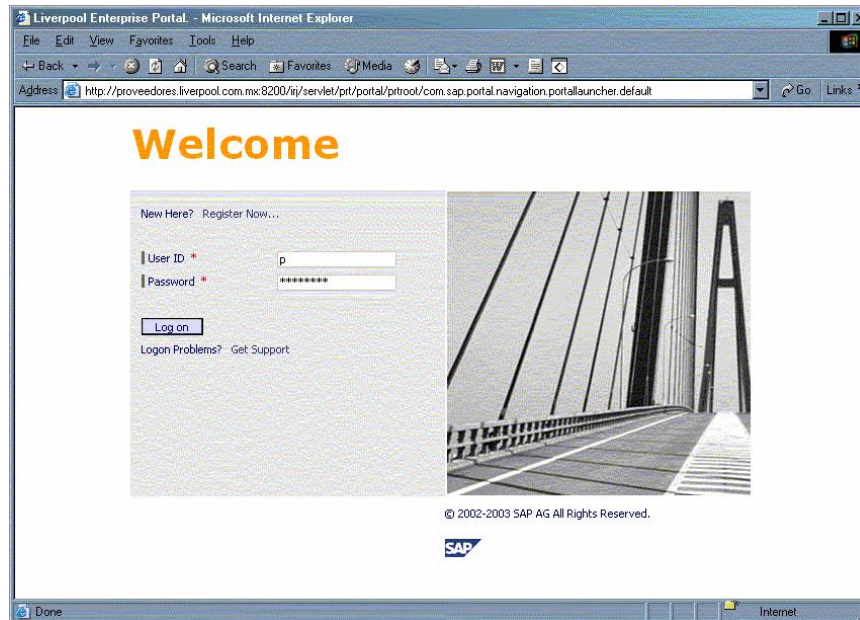 Liverpool Enterprise Portal. - Microsoft Internet Explorer
File Edit View Favorites Tools Help
Back Search Favorites Media
Address http://proveedores.liverpool.com.mx:8200/irj/servlet/prt/portal/prtroot/com.sap.portal.navigation.portallauncher.default Go Links
Welcome
New Here? Register Now...
User ID * p
Password * ********
Log on
Logon Problems? Get Support
© 2002-2003 SAP AG All Rights Reserved.
SAP
Done Internet